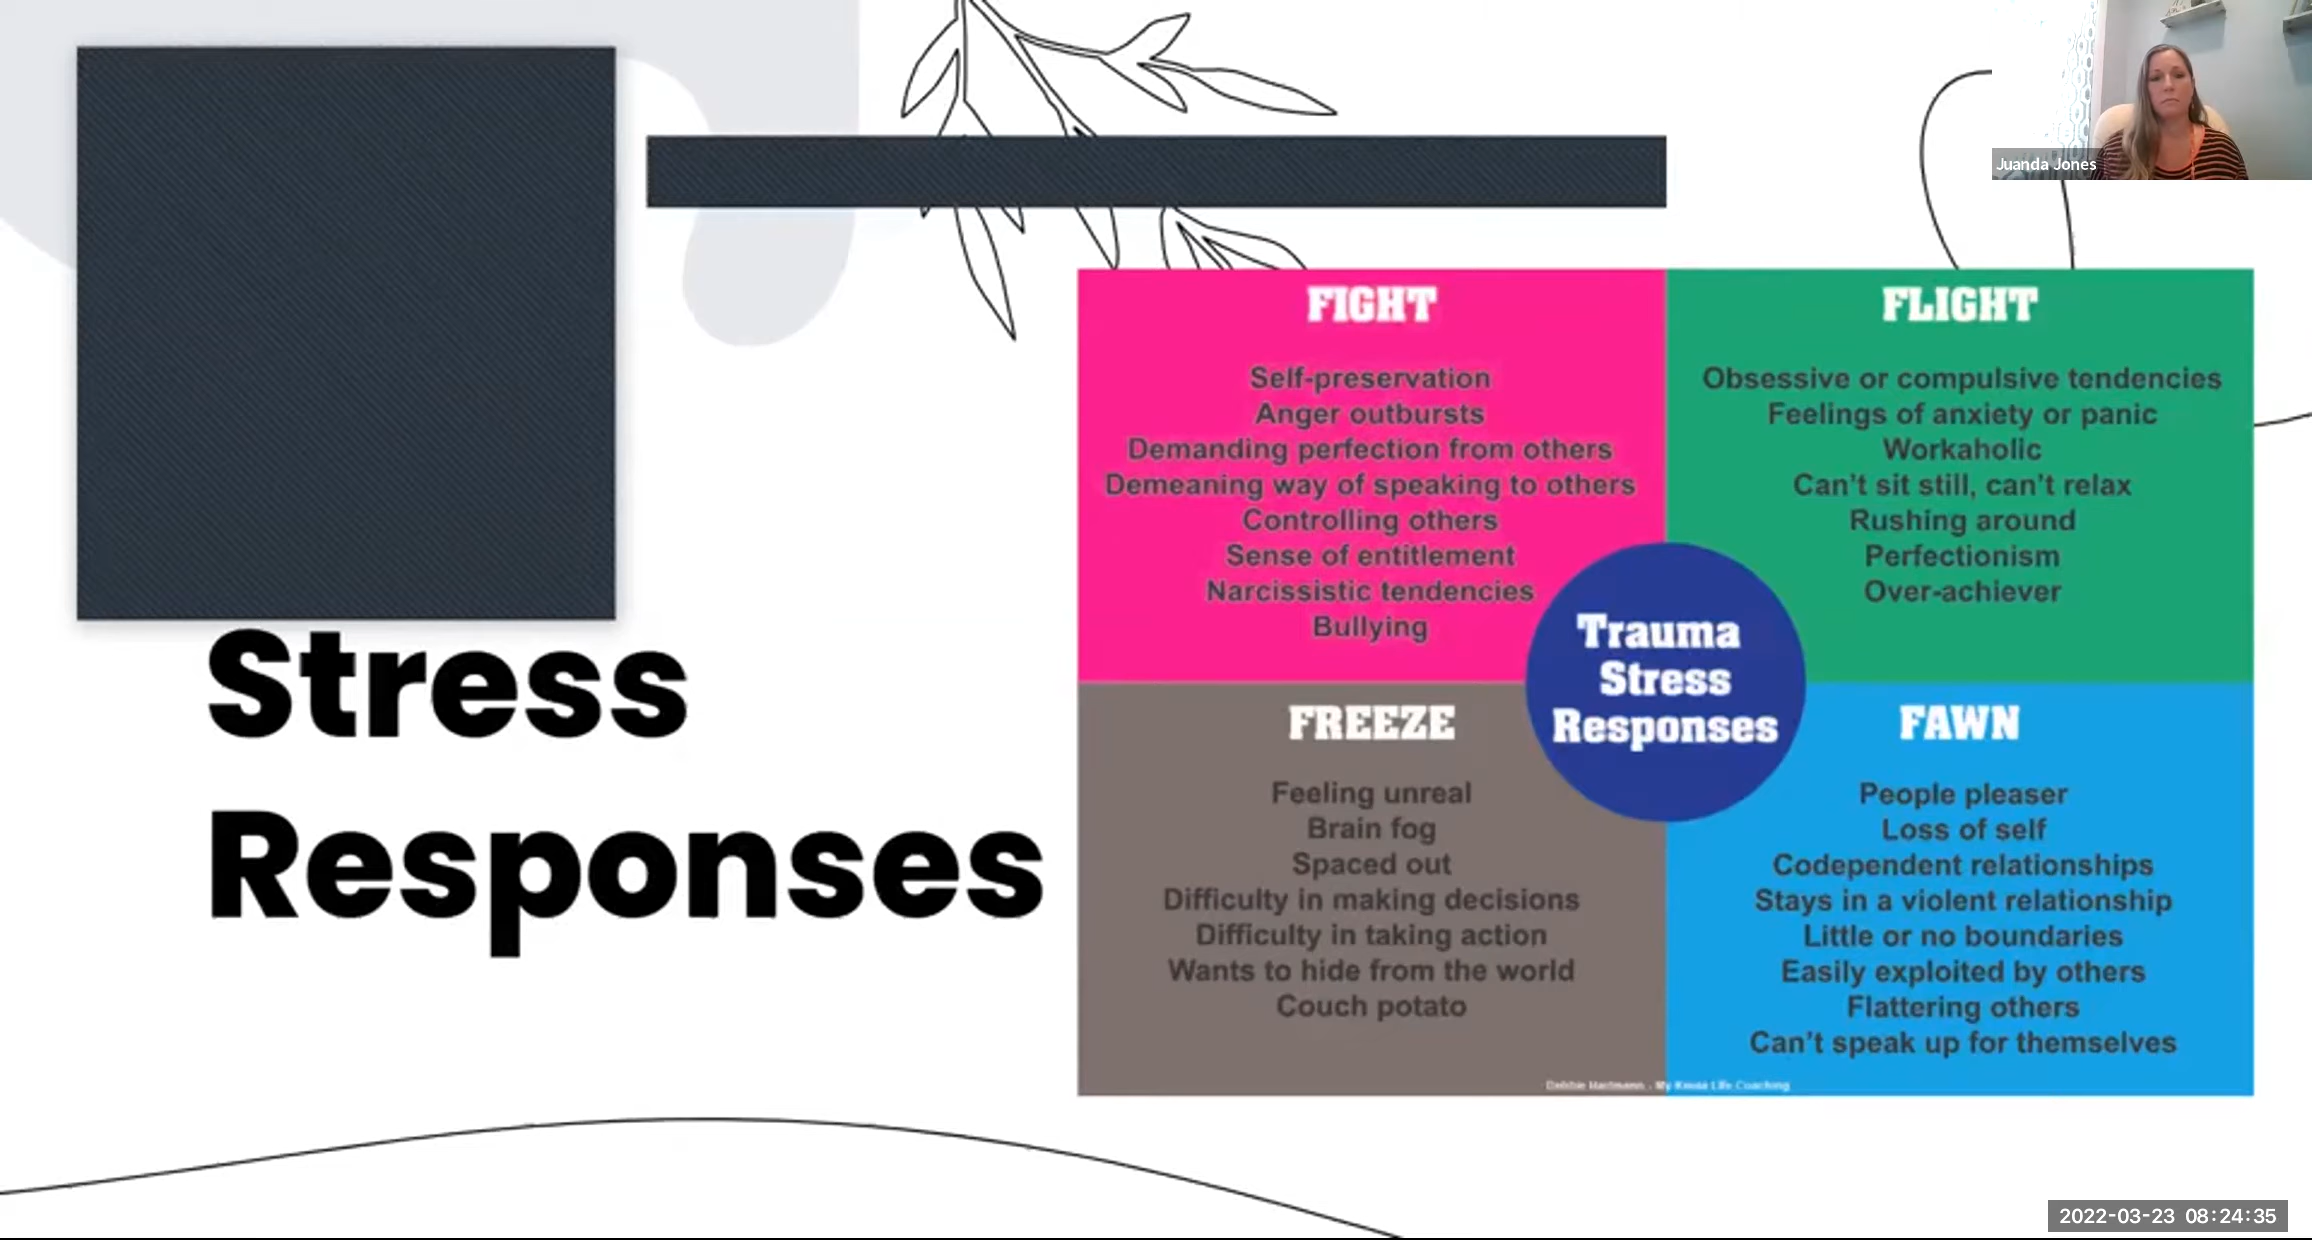 Juanda Jones
Stress
Responses
FIGHT
Self-preservation
Anger outbursts
Demanding perfection from others
Demeaning way of speaking to others
Controlling others
Sense of entitlement
Narcissistic tendencies
Bullying
FLIGHT
Obsessive or compulsive tendencies
Feelings of anxiety or panic
Workaholic
Can't sit still, can't relax
Rushing around
Perfectionism
Over-achiever
Trauma
Stress
Responses
FREEZE
Feeling unreal
Brain fog
Spaced out
Difficulty in making decisions
Difficulty in taking action
Wants to hide from the world
Couch potato
FAWN
People pleaser
Loss of self
Codependent relationships
Stays in a violent relationship
Little or no boundaries
Easily exploited by others
Flattering others
Can't speak up for themselves
Debbie Hartmann - My Life Coaching
2022-03-23 08:24:35